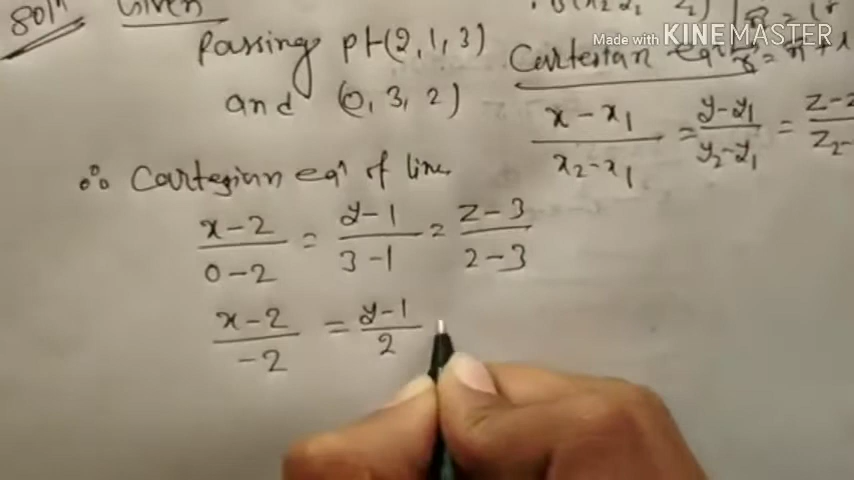 Given
Passing pt (2, 1, 3)
and (0, 3, 2)
Made with KINEMASTER
Cartesian eqⁿ
x - x₁ / x₂ - x₁ = y - y₁ / y₂ - y₁ = z - z / z₂ -
∴ Cartesian eqⁿ of line
x - 2 / 0 - 2 = y - 1 / 3 - 1 = z - 3 / 2 - 3
x - 2 / -2 = y - 1 / 2